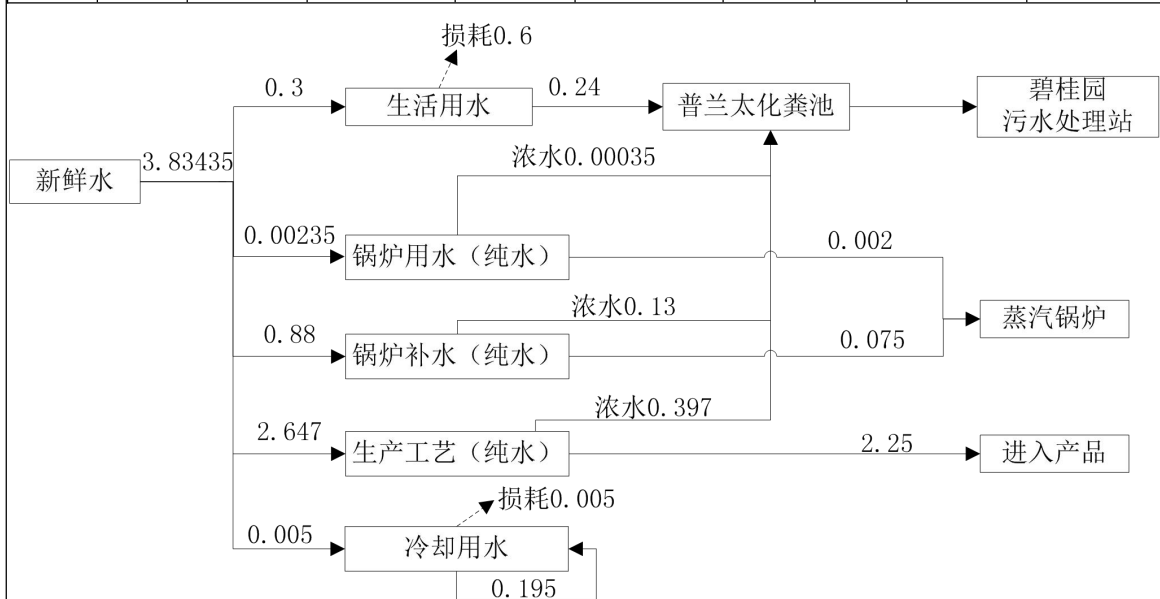 损耗0.6
0.3
生活用水
0.24
普兰太化粪池
碧桂园
污水处理站
新鲜水
3.83435
浓水0.00035
0.00235
锅炉用水（纯水）
0.002
浓水0.13
0.88
锅炉补水（纯水）
0.075
蒸汽锅炉
浓水0.397
2.647
生产工艺（纯水）
2.25
进入产品
损耗0.005
0.005
冷却用水
0.195